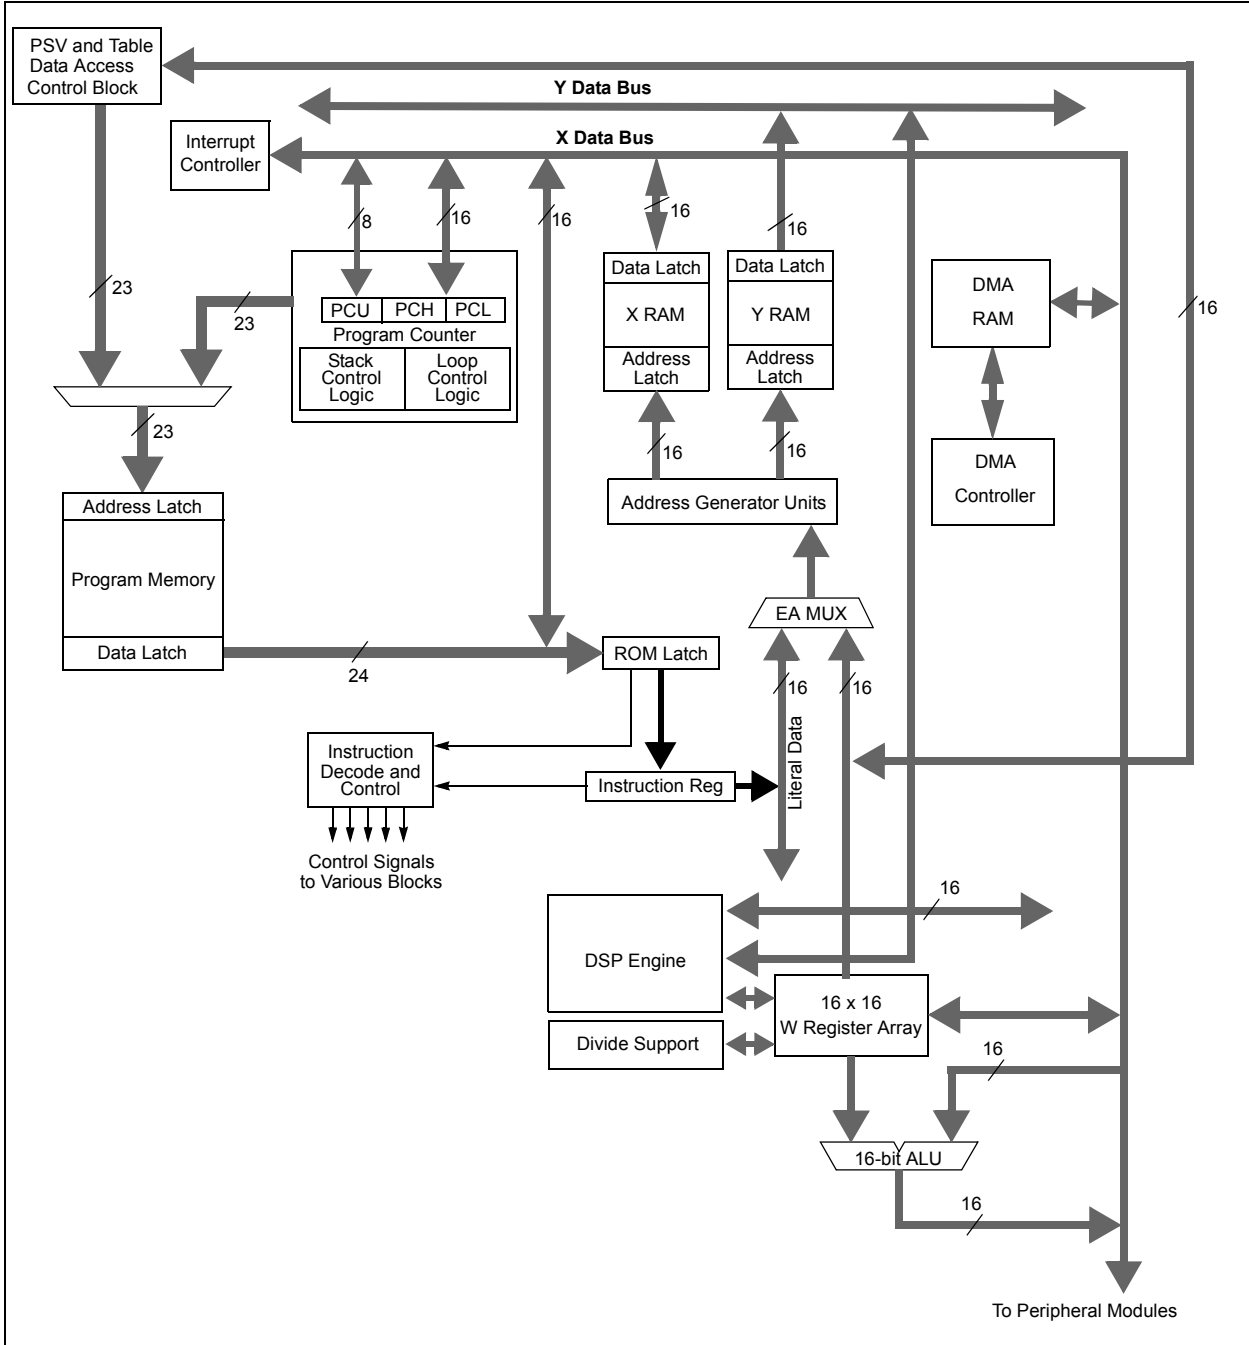 PSV and Table
Data Access
Control Block
Y Data Bus
Interrupt
Controller
X Data Bus
8
16
16
16
16
16
23
23
Data Latch
X RAM
Address
Latch
Data Latch
Y RAM
Address
Latch
DMA
RAM
PCU
PCH
PCL
Program Counter
Stack
Control
Logic
Loop
Control
Logic
23
16
16
DMA
Controller
Address Latch
Program Memory
Data Latch
Address Generator Units
EA MUX
24
ROM Latch
16
16
Literal Data
Instruction
Decode and
Control
Instruction Reg
Control Signals
to Various Blocks
16
DSP Engine
16 x 16
W Register Array
Divide Support
16
16-bit ALU
16
To Peripheral Modules